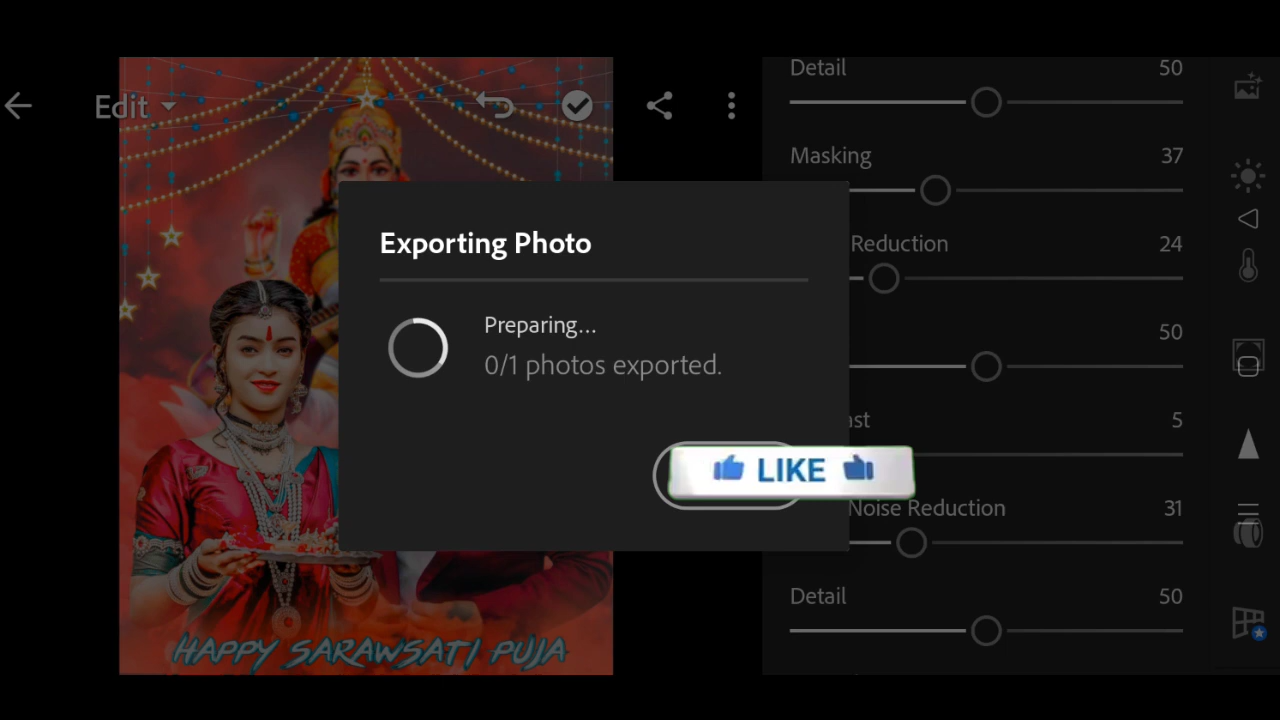 Edit
Detail 50
Masking 37
Exporting Photo
Reduction 24
Preparing...
0/1 photos exported.
50
5
LIKE
Noise Reduction 31
Detail 50
HAPPY SARAWSATI PUJA